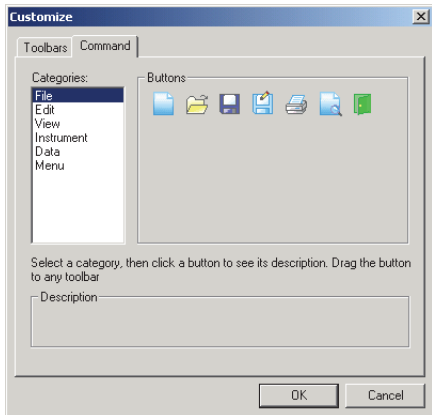 Customize
Toolbars
Command
Categories:
Buttons
File
Edit
View
Instrument
Data
Menu
Select a category, then click a button to see its description. Drag the button
to any toolbar
Description
OK
Cancel